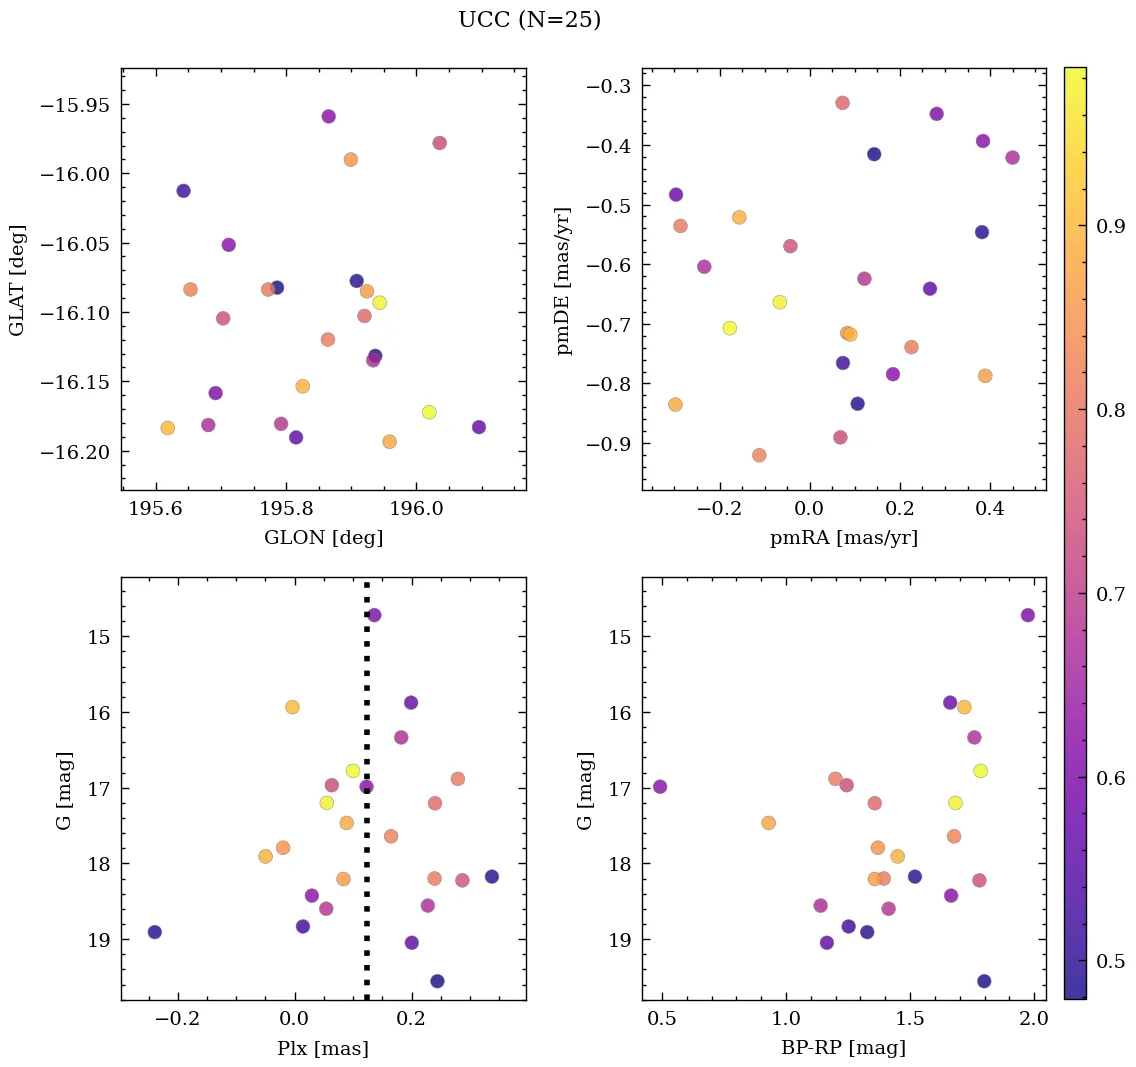 UCC (N=25)
−15.95
−16.00
−16.05
−16.10
−16.15
−16.20
GLAT [deg]
195.6 195.8 196.0
GLON [deg]
−0.3
−0.4
−0.5
−0.6
−0.7
−0.8
−0.9
pmDE [mas/yr]
−0.2 0.0 0.2 0.4
pmRA [mas/yr]
15
16
17
18
19
G [mag]
−0.2 0.0 0.2
Plx [mas]
15
16
17
18
19
G [mag]
0.5 1.0 1.5 2.0
BP-RP [mag]
0.9
0.8
0.7
0.6
0.5